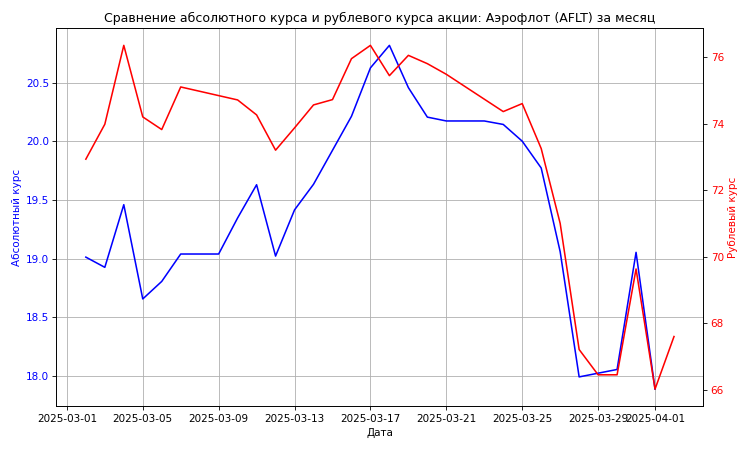 Сравнение абсолютного курса и рублевого курса акции: Аэрофлот (AFLT) за месяц
20.5
20.0
19.5
19.0
18.5
18.0
Абсолютный курс
76
74
72
70
68
66
Рублевый курс
2025-03-01 2025-03-05 2025-03-09 2025-03-13 2025-03-17 2025-03-21 2025-03-25 2025-03-29 2025-04-01
Дата